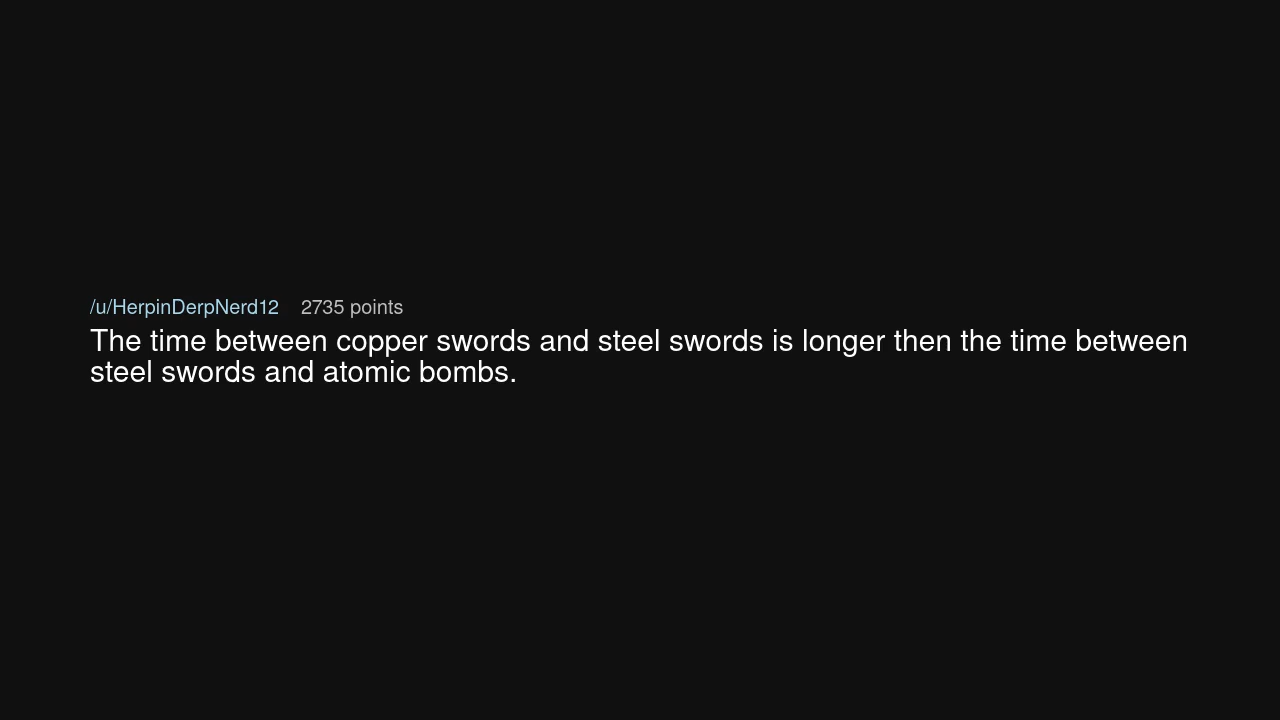 /u/HerpinDerpNerd12 2735 points
The time between copper swords and steel swords is longer then the time between
steel swords and atomic bombs.